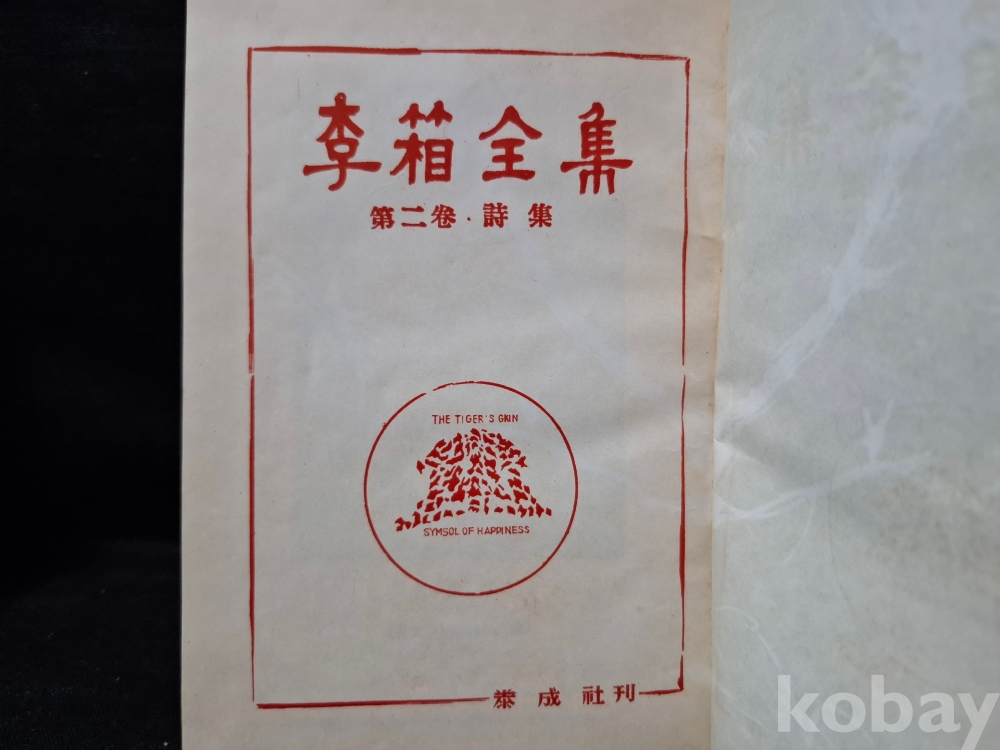 李箱全集
第二卷·詩集
THE TIGER'S GKIN
SYMSOL OF HAPPINESS
泰成社刊
kobay